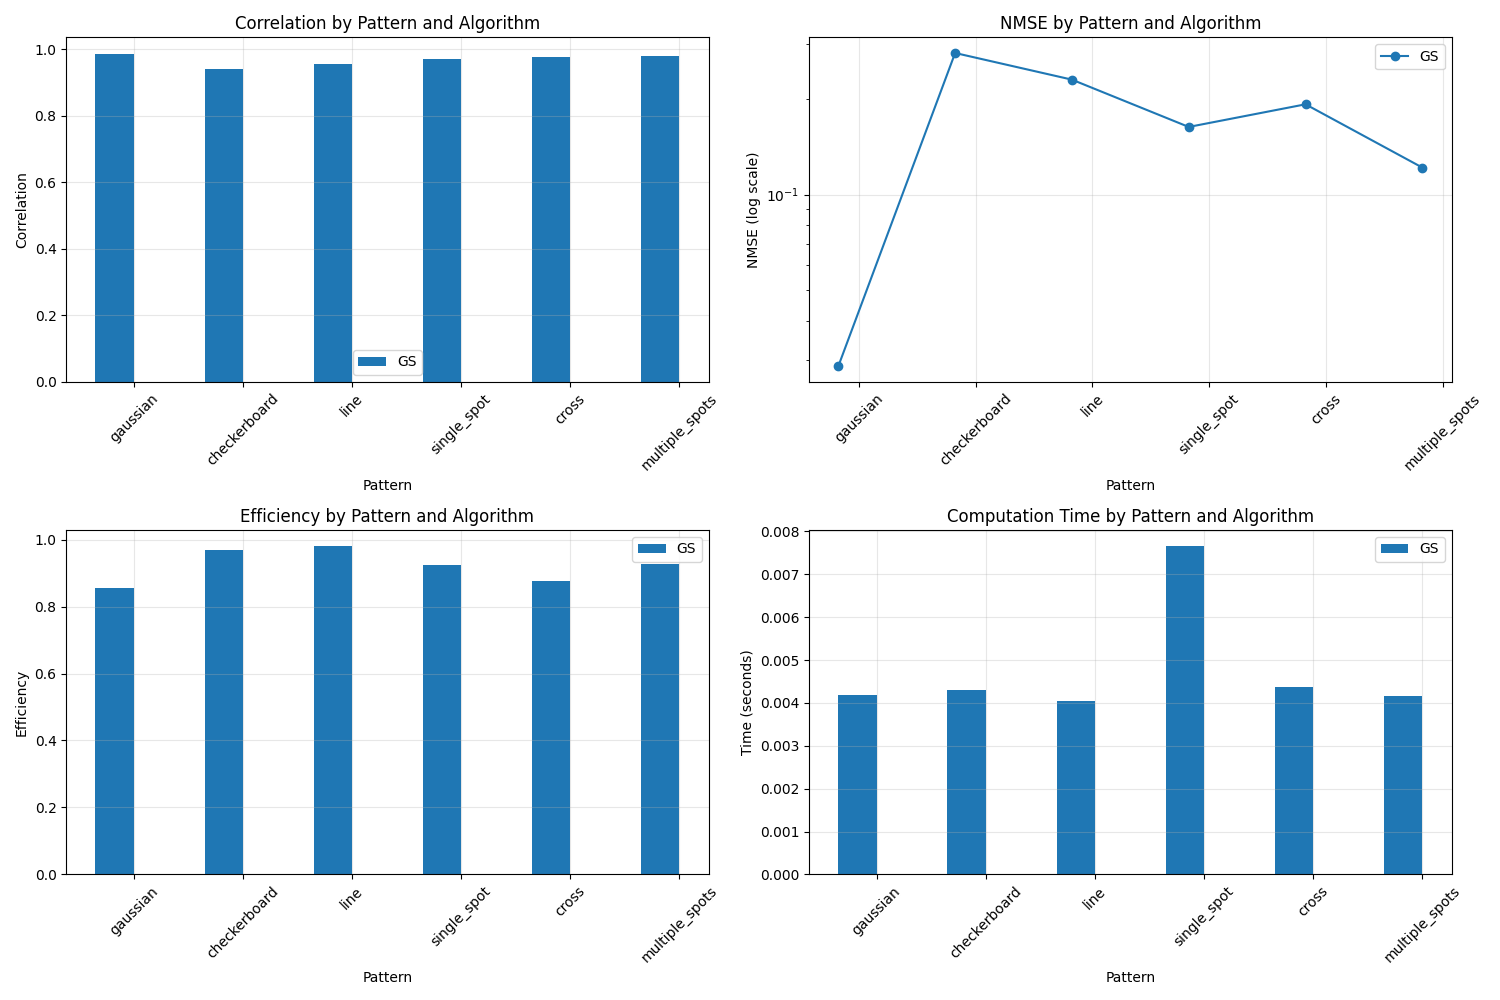 Correlation by Pattern and Algorithm
Correlation
1.0
0.8
0.6
0.4
0.2
0.0
GS
gaussian
checkerboard
line
single_spot
cross
multiple_spots
Pattern
NMSE by Pattern and Algorithm
NMSE (log scale)
10⁻¹
GS
gaussian
checkerboard
line
single_spot
cross
multiple_spots
Pattern
Efficiency by Pattern and Algorithm
Efficiency
1.0
0.8
0.6
0.4
0.2
0.0
GS
gaussian
checkerboard
line
single_spot
cross
multiple_spots
Pattern
Computation Time by Pattern and Algorithm
Time (seconds)
0.008
0.007
0.006
0.005
0.004
0.003
0.002
0.001
0.000
GS
gaussian
checkerboard
line
single_spot
cross
multiple_spots
Pattern